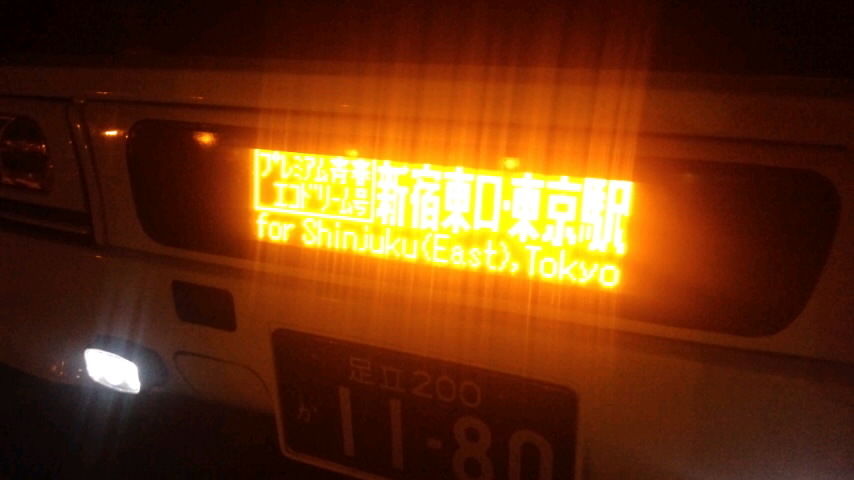 プレミアム青春
エコドリーム号
新宿東口・東京駅
for Shinjuku(East), Tokyo
足立200
か 11-80